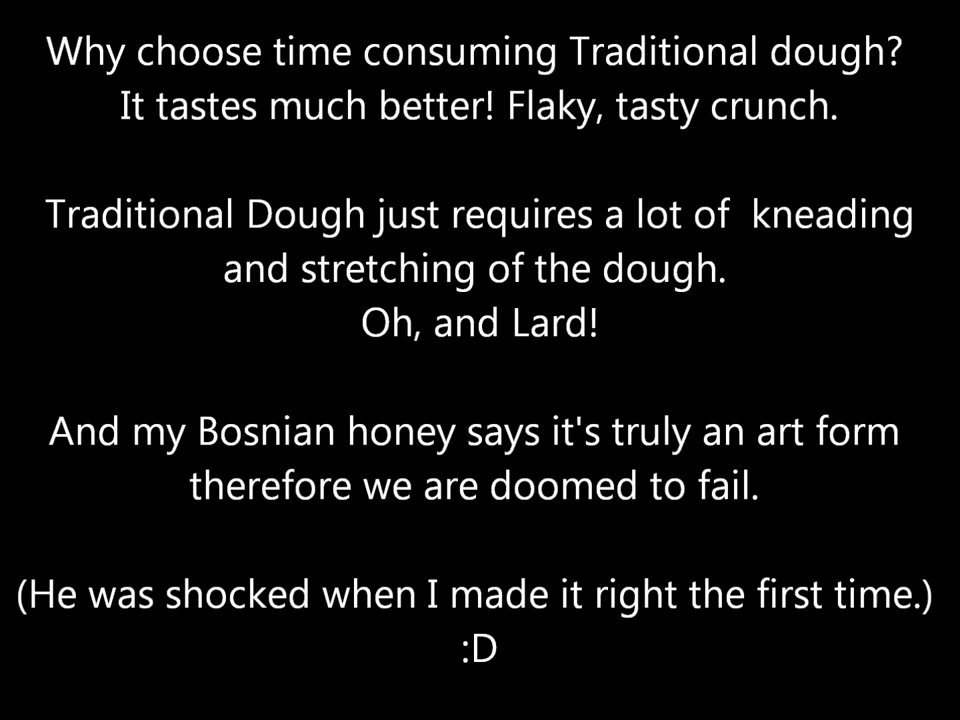 Why choose time consuming Traditional dough?
It tastes much better! Flaky, tasty crunch.
Traditional Dough just requires a lot of  kneading
and stretching of the dough.
Oh, and Lard!
And my Bosnian honey says it's truly an art form
therefore we are doomed to fail.
(He was shocked when I made it right the first time.)
:D